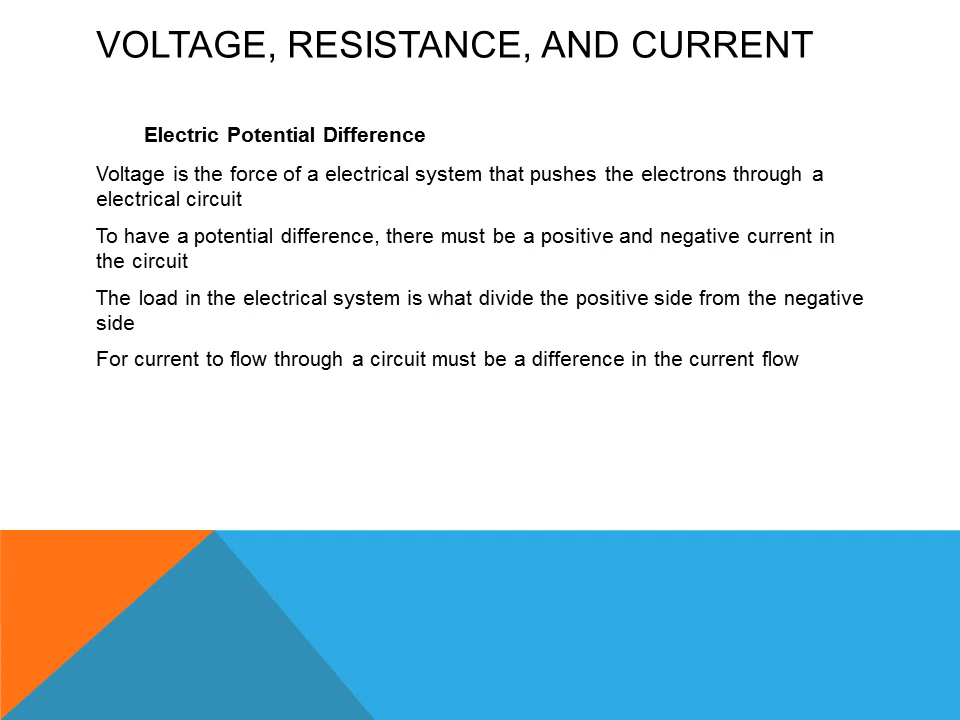 VOLTAGE, RESISTANCE, AND CURRENT
Electric Potential Difference
Voltage is the force of a electrical system that pushes the electrons through a
electrical circuit
To have a potential difference, there must be a positive and negative current in
the circuit
The load in the electrical system is what divide the positive side from the negative
side
For current to flow through a circuit must be a difference in the current flow